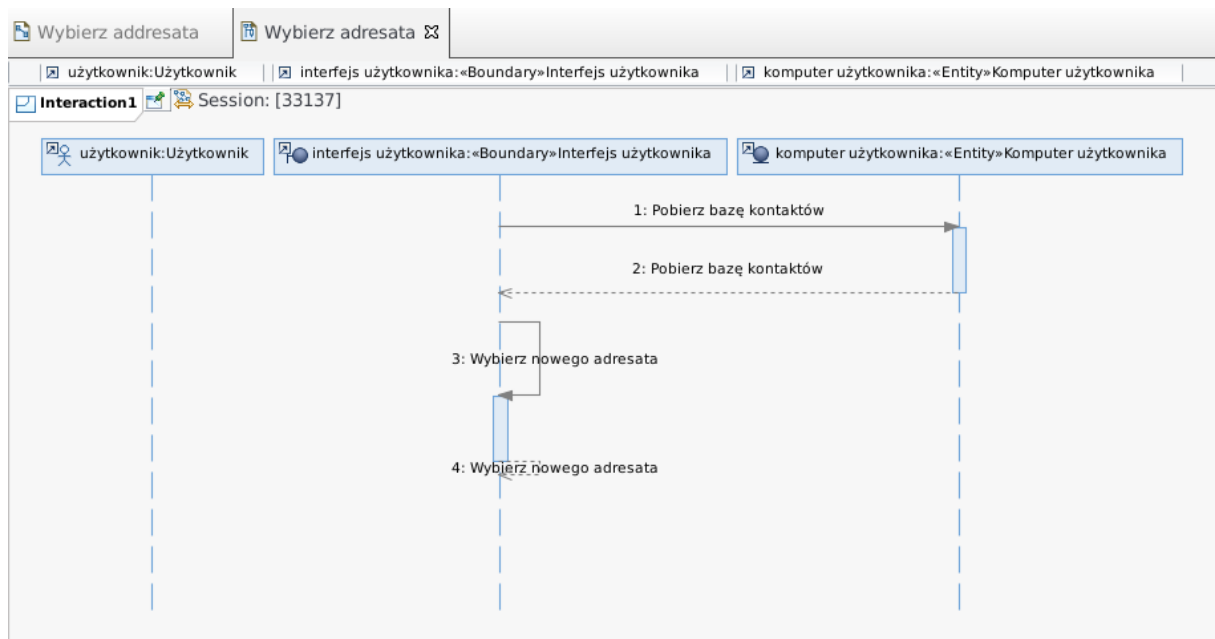 Wybierz addresata
Wybierz adresata
użytkownik:Użytkownik
interfejs użytkownika:«Boundary»Interfejs użytkownika
komputer użytkownika:«Entity»Komputer użytkownika
Interaction1
Session: [33137]
użytkownik:Użytkownik
interfejs użytkownika:«Boundary»Interfejs użytkownika
komputer użytkownika:«Entity»Komputer użytkownika
1: Pobierz bazę kontaktów
2: Pobierz bazę kontaktów
3: Wybierz nowego adresata
4: Wybierz nowego adresata